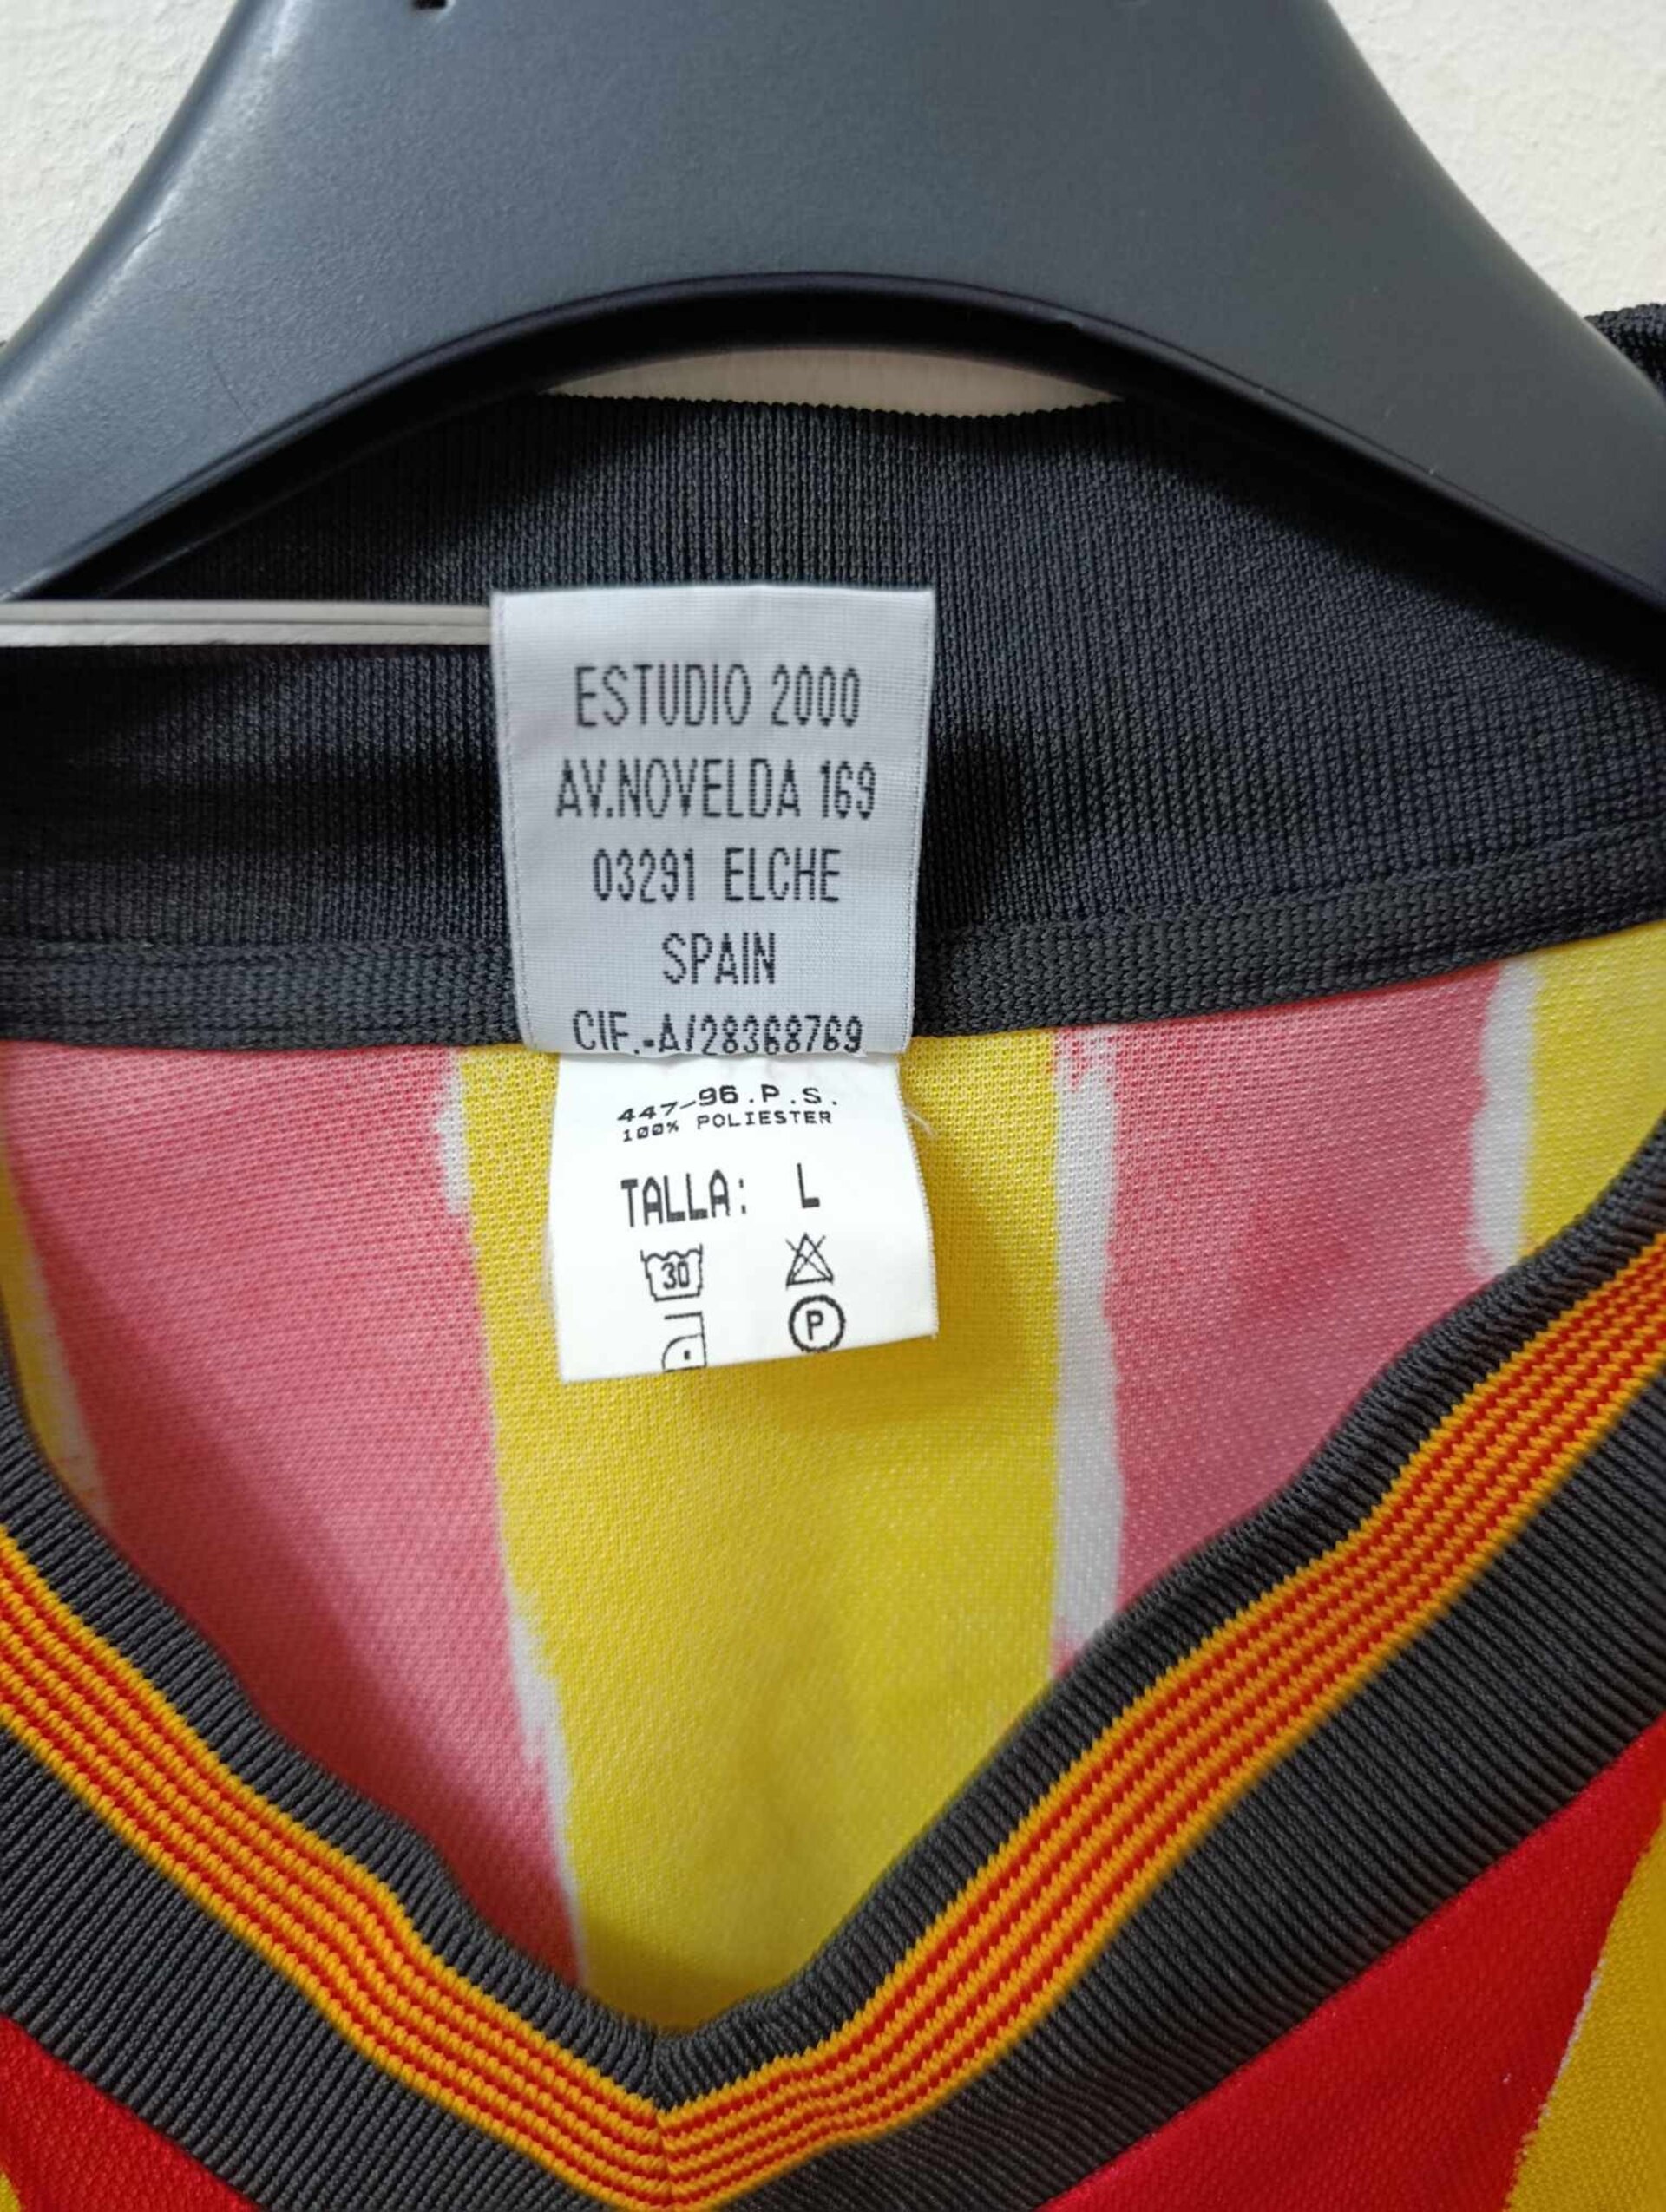 ESTUDIO 2000
AV.NOVELDA 169
03291 ELCHE
SPAIN
CIF.-A/28368769
447-96.P.S.
100% POLIESTER
TALLA: L
30
P